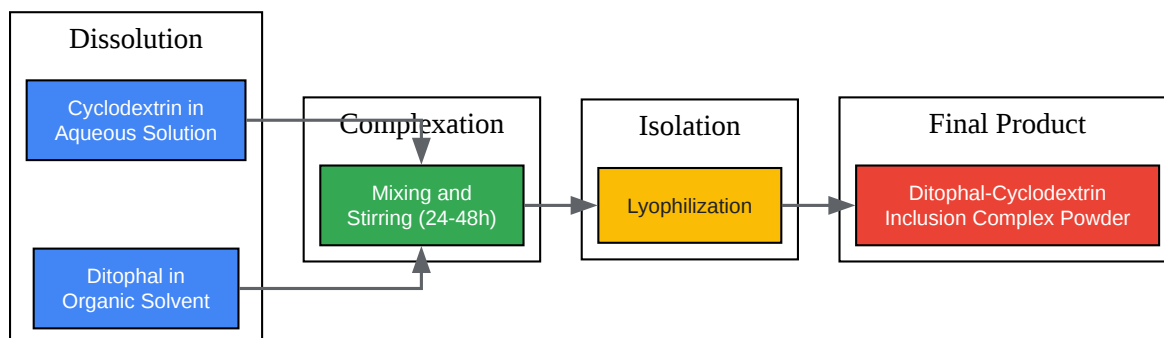 Dissolution
Cyclodextrin in
Aqueous Solution
Ditophal in
Organic Solvent
Complexation
Mixing and
Stirring (24-48h)
Isolation
Lyophilization
Final Product
Ditophal-Cyclodextrin
Inclusion Complex Powder